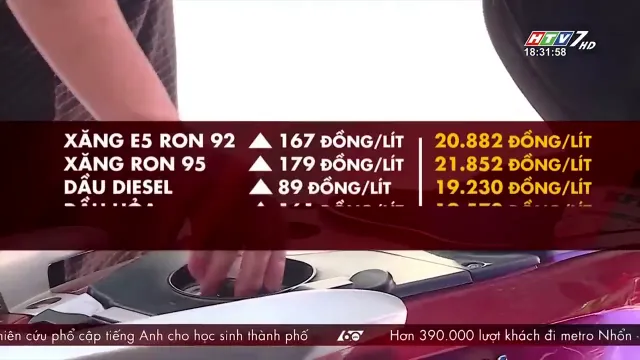 HTV7 HD
18:31:58
XĂNG E5 RON 92 ▲ 167 ĐỒNG/LÍT 20.882 ĐỒNG/LÍT
XĂNG RON 95 ▲ 179 ĐỒNG/LÍT 21.852 ĐỒNG/LÍT
DẦU DIESEL ▲ 89 ĐỒNG/LÍT 19.230 ĐỒNG/LÍT
cứu phổ cập tiếng Anh cho học sinh thành phố 60 Hơn 390.000 lượt khách đi metro Nhổn